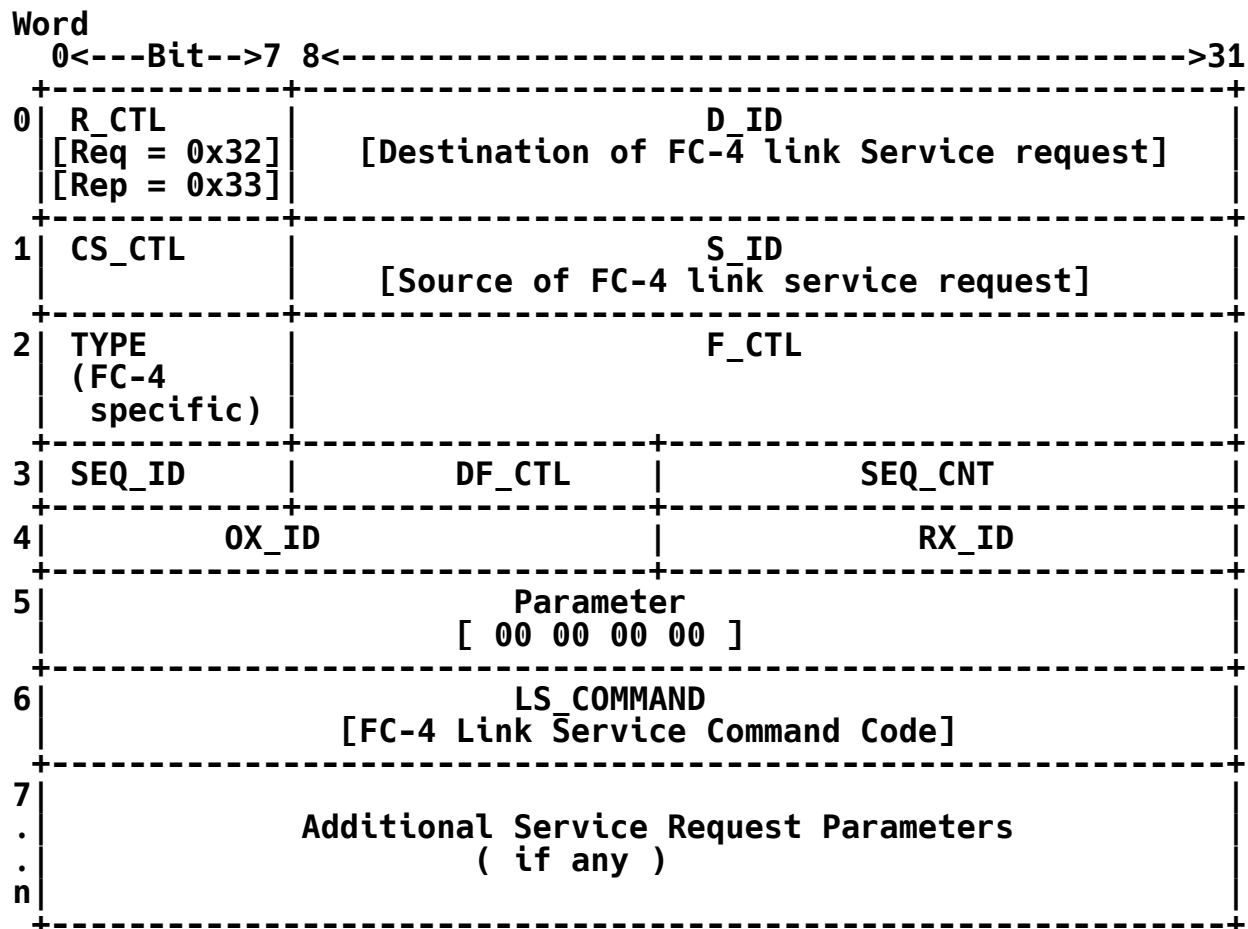 Word
  0<---Bit-->7 8<-------------------------------------------->31
 +------------+------------------------------------------------+
0| R_CTL      |                     D_ID                       |
 |[Req = 0x32]|   [Destination of FC-4 link Service request]   |
 |[Rep = 0x33]|                                                |
 +------------+------------------------------------------------+
1| CS_CTL     |                     S_ID                       |
 |            |    [Source of FC-4 link service request]       |
 +------------+------------------------------------------------+
2| TYPE       |                     F_CTL                      |
 | (FC-4      |                                                |
 |  specific) |                                                |
 +------------+------------------+-----------------------------+
3| SEQ_ID     |        DF_CTL    |          SEQ_CNT            |
 +------------+------------------+-----------------------------+
4|         OX_ID                 |             RX_ID           |
 +-------------------------------+-----------------------------+
5|                        Parameter                            |
 |                     [ 00 00 00 00 ]                         |
 +-------------------------------------------------------------+
6|                        LS_COMMAND                           |
 |               [FC-4 Link Service Command Code]              |
 +-------------------------------------------------------------+
7|                                                             |
.|             Additional Service Request Parameters           |
.|                      ( if any )                             |
n|                                                             |
 +-------------------------------------------------------------+